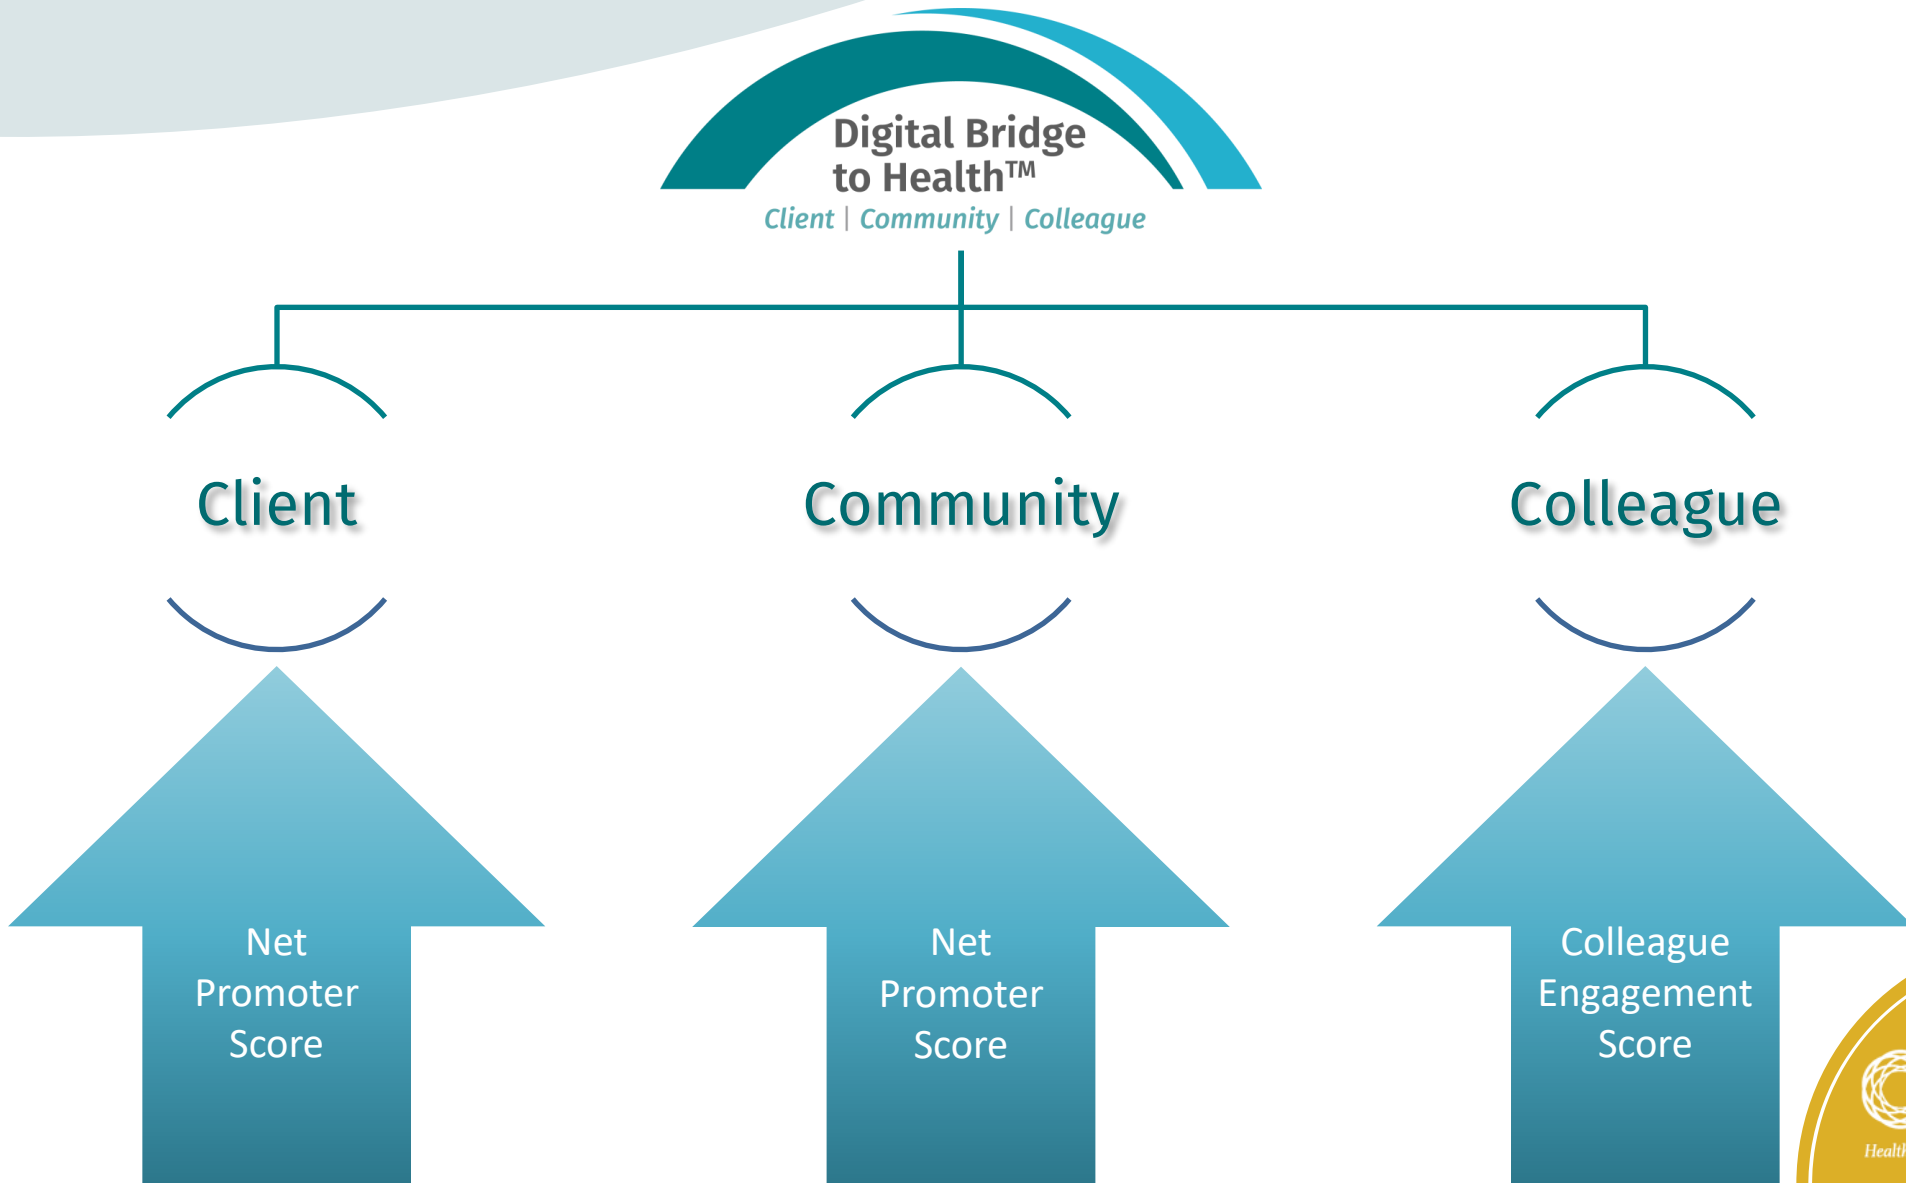 Digital Bridge
to Health™
Client | Community | Colleague
Client
Community
Colleague
Net
Promoter
Score
Net
Promoter
Score
Colleague
Engagement
Score